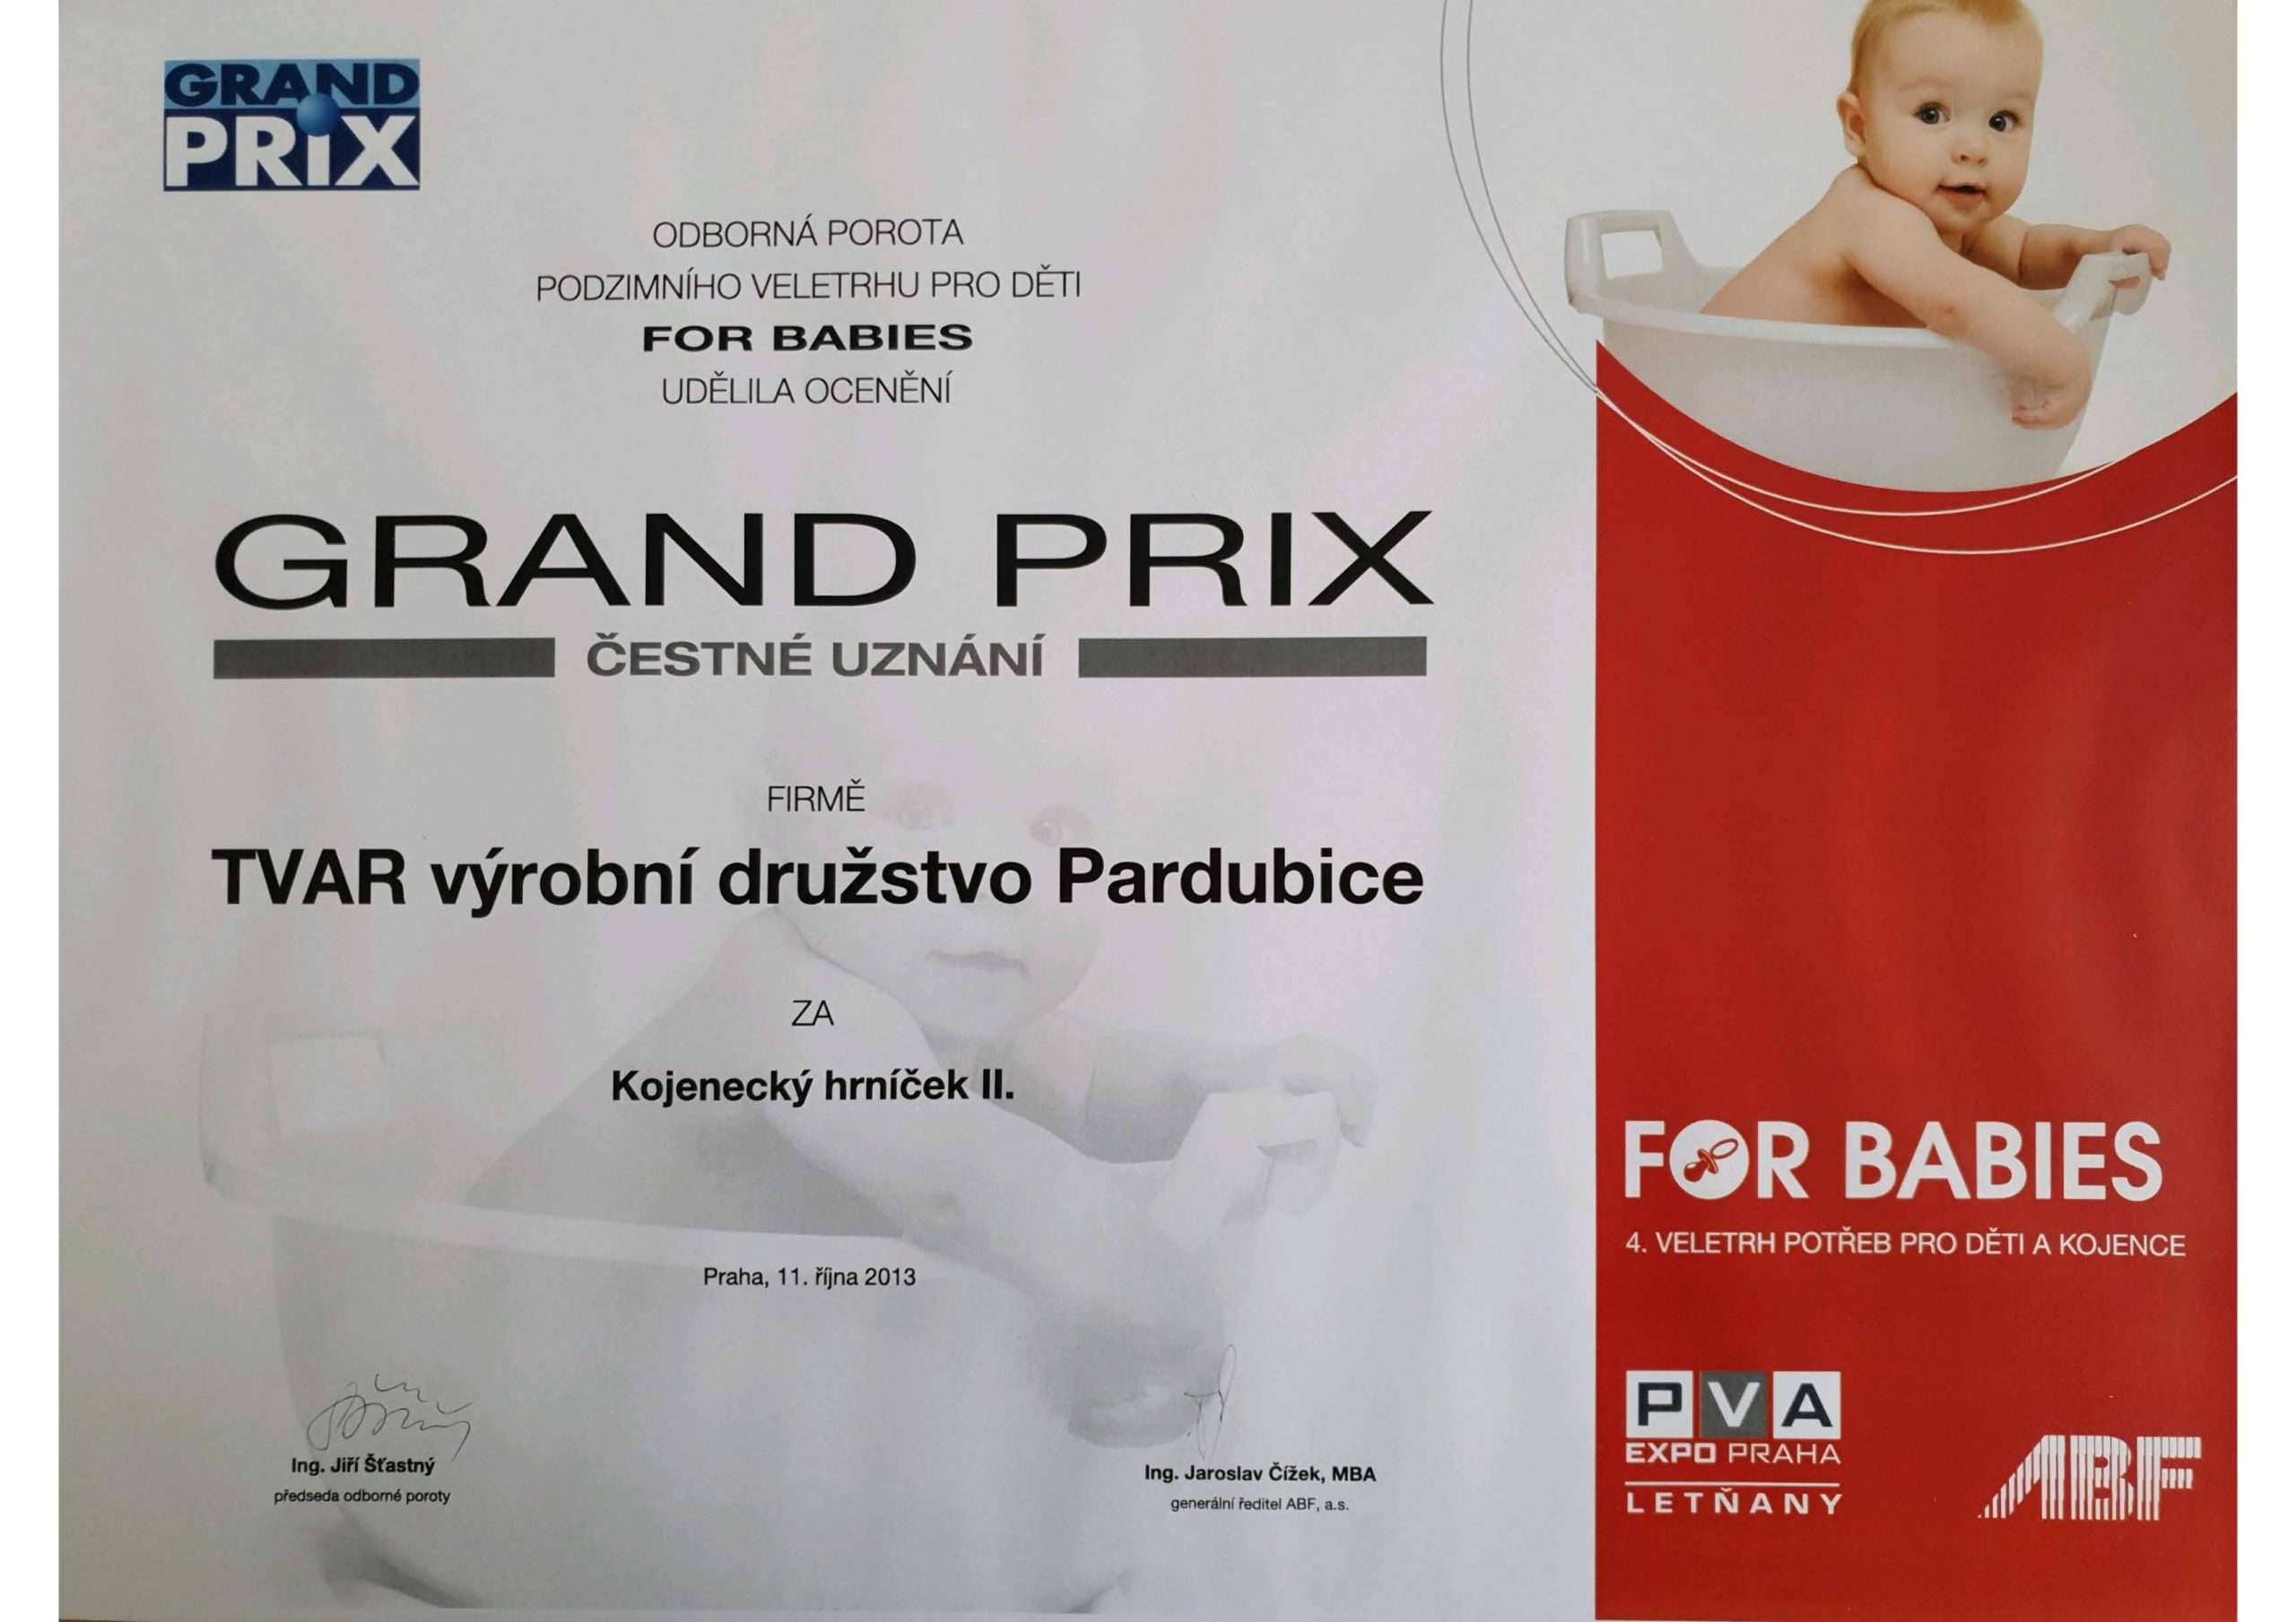 GRAND
PRiX
ODBORNÁ POROTA
PODZIMNÍHO VELETRHU PRO DĚTI
FOR BABIES
UDĚLILA OCENĚNÍ
GRAND PRIX
ČESTNÉ UZNÁNÍ
FIRMĚ
TVAR výrobní družstvo Pardubice
ZA
Kojenecký hrníček II.
Praha, 11. října 2013
Ing. Jiří Šťastný
předseda odborné poroty
Ing. Jaroslav Čížek, MBA
generální ředitel ABF, a.s.
FOR BABIES
4. VELETRH POTŘEB PRO DĚTI A KOJENCE
PVA
EXPO PRAHA
LETŇANY
ABF